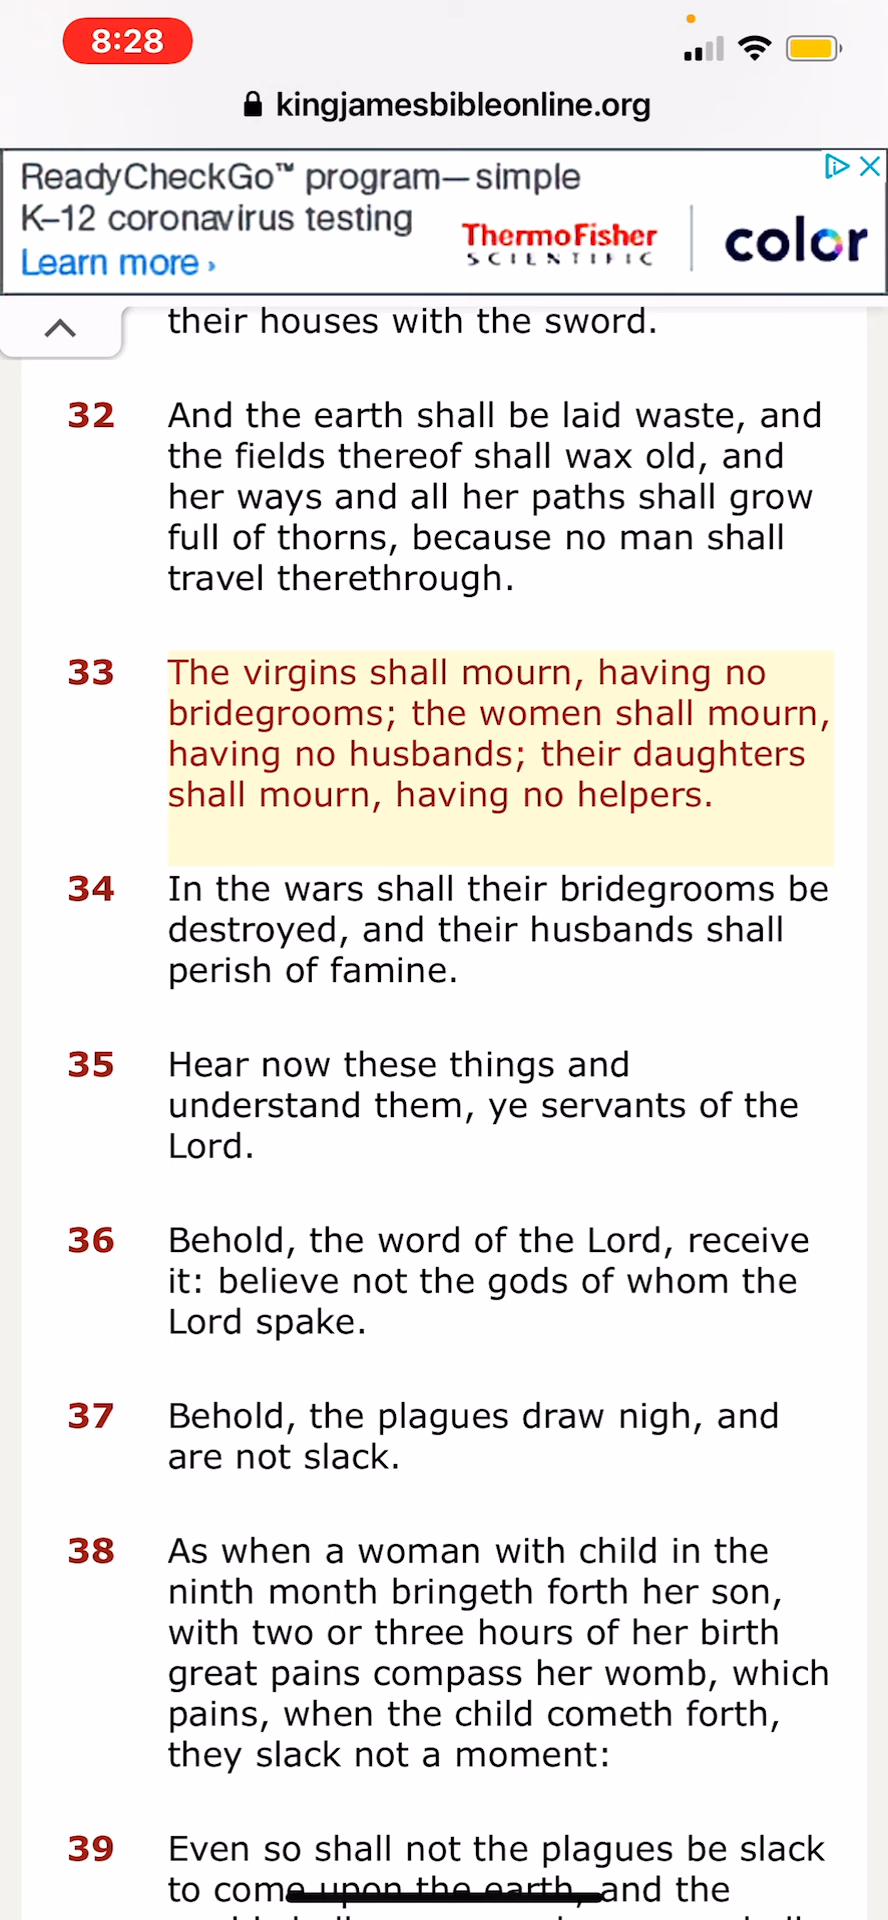 8:28
kingjamesbibleonline.org
ReadyCheckGo™ program—simple
K–12 coronavirus testing
Learn more ›
ThermoFisher
SCIENTIFIC
color
their houses with the sword.
32 And the earth shall be laid waste, and
the fields thereof shall wax old, and
her ways and all her paths shall grow
full of thorns, because no man shall
travel therethrough.
33 The virgins shall mourn, having no
bridegrooms; the women shall mourn,
having no husbands; their daughters
shall mourn, having no helpers.
34 In the wars shall their bridegrooms be
destroyed, and their husbands shall
perish of famine.
35 Hear now these things and
understand them, ye servants of the
Lord.
36 Behold, the word of the Lord, receive
it: believe not the gods of whom the
Lord spake.
37 Behold, the plagues draw nigh, and
are not slack.
38 As when a woman with child in the
ninth month bringeth forth her son,
with two or three hours of her birth
great pains compass her womb, which
pains, when the child cometh forth,
they slack not a moment:
39 Even so shall not the plagues be slack
to come upon the earth, and the